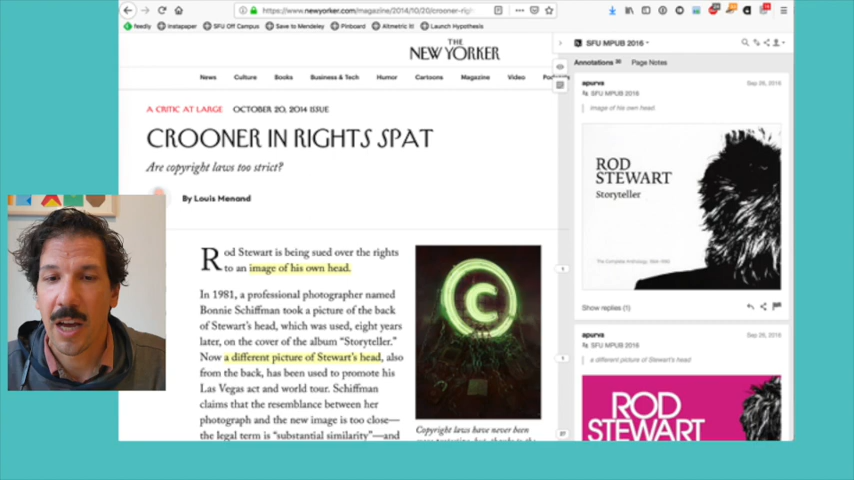 https://www.newyorker.com/magazine/2014/10/20/crooner-rig
feedly Instapaper SFU Off Campus Save to Mendeley Pinboard Altmetric it! Launch Hypothesis
THE
NEW YORKER
News Culture Books Business & Tech Humor Cartoons Magazine Video Podcasts
A CRITIC AT LARGE OCTOBER 20, 2014 ISSUE
CROONER IN RIGHTS SPAT
Are copyright laws too strict?
By Louis Menand
Rod Stewart is being sued over the rights
to an image of his own head.
In 1981, a professional photographer named
Bonnie Schiffman took a picture of the back
of Stewart's head, which was used, eight years
later, on the cover of the album "Storyteller."
Now a different picture of Stewart's head, also
from the back, has been used to promote his
Las Vegas act and world tour. Schiffman
claims that the resemblance between her
photograph and the new image is too close—
the legal term is "substantial similarity"—and
C
Copyright laws have never been
SFU MPUB 2016
Annotations Page Notes
apurva Sep 26, 2016
SFU MPUB 2016
image of his own head.
ROD
STEWART
Storyteller
The Complete Anthology: 1964-1990
Show replies (1)
apurva Sep 26, 2016
SFU MPUB 2016
a different picture of Stewart's head
ROD
STEWART